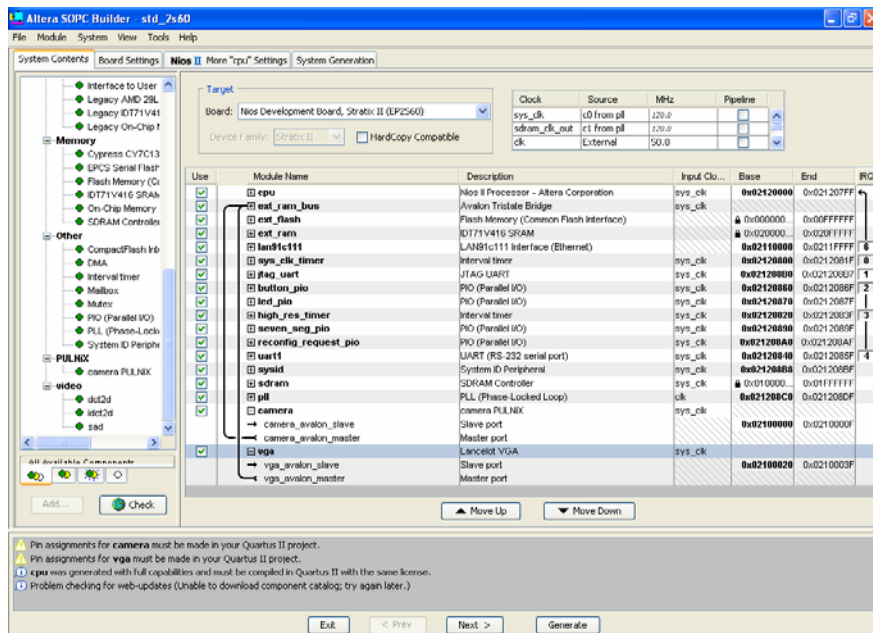 Altera SOPC Builder - std_2s60
File Module System View Tools Help
System Contents Board Settings Nios II More "cpu" Settings System Generation
Interface to User
Legacy AMD 29L
Legacy IDT71V41
Legacy On-Chip
Memory
Cypress CY7C13
EPCS Serial Flash
Flash Memory (Co
IDT71V416 SRAM
On-Chip Memory
SDRAM Controller
Other
CompactFlash Int
DMA
Interval timer
Mailbox
Mutex
PIO (Parallel I/O)
PLL (Phase-Lock
System ID Periphe
PULNiX
camera PULNiX
video
dct2d
idct2d
sad
All Available Components
Add... Check
Target
Board: Nios Development Board, Stratix II (EP2S60)
Device Family: Stratix II HardCopy Compatible
Clock Source MHz Pipeline
sys_clk c0 from pll 120.0
sdram_clk_out c1 from pll 120.0
clk External 50.0
Use Module Name Description Input Clo... Base End IRQ
cpu Nios II Processor - Altera Corporation sys_clk 0x02120000 0x021207FF
ext_ram_bus Avalon Tristate Bridge sys_clk
ext_flash Flash Memory (Common Flash Interface) 0x000000... 0x00FFFFFF
ext_ram IDT71V416 SRAM 0x020000... 0x020FFFFF
lan91c111 LAN91c111 Interface (Ethernet) 0x02110000 0x0211FFFF 6
sys_clk_timer Interval timer sys_clk 0x02120800 0x0212081F 0
jtag_uart JTAG UART sys_clk 0x021208B0 0x021208B7 1
button_pio PIO (Parallel I/O) sys_clk 0x02120860 0x0212086F 2
led_pio PIO (Parallel I/O) sys_clk 0x02120870 0x0212087F
high_res_timer Interval timer sys_clk 0x02120820 0x0212083F 3
seven_seg_pio PIO (Parallel I/O) sys_clk 0x02120890 0x0212089F
reconfig_request_pio PIO (Parallel I/O) sys_clk 0x021208A0 0x021208AF
uart1 UART (RS-232 serial port) sys_clk 0x02120840 0x0212085F 4
sysid System ID Peripheral sys_clk 0x021208B8 0x021208BF
sdram SDRAM Controller sys_clk 0x010000... 0x01FFFFFF
pll PLL (Phase-Locked Loop) clk 0x021208C0 0x021208DF
camera camera PULNiX sys_clk
camera_avalon_slave Slave port 0x02100000 0x0210000F
camera_avalon_master Master port
vga Lancelot VGA sys_clk
vga_avalon_slave Slave port 0x02100020 0x0210003F
vga_avalon_master Master port
Move Up Move Down
Pin assignments for camera must be made in your Quartus II project.
Pin assignments for vga must be made in your Quartus II project.
cpu was generated with full capabilities and must be compiled in Quartus II with the same license.
Problem checking for web-updates (Unable to download component catalog; try again later.)
Exit < Prev Next > Generate